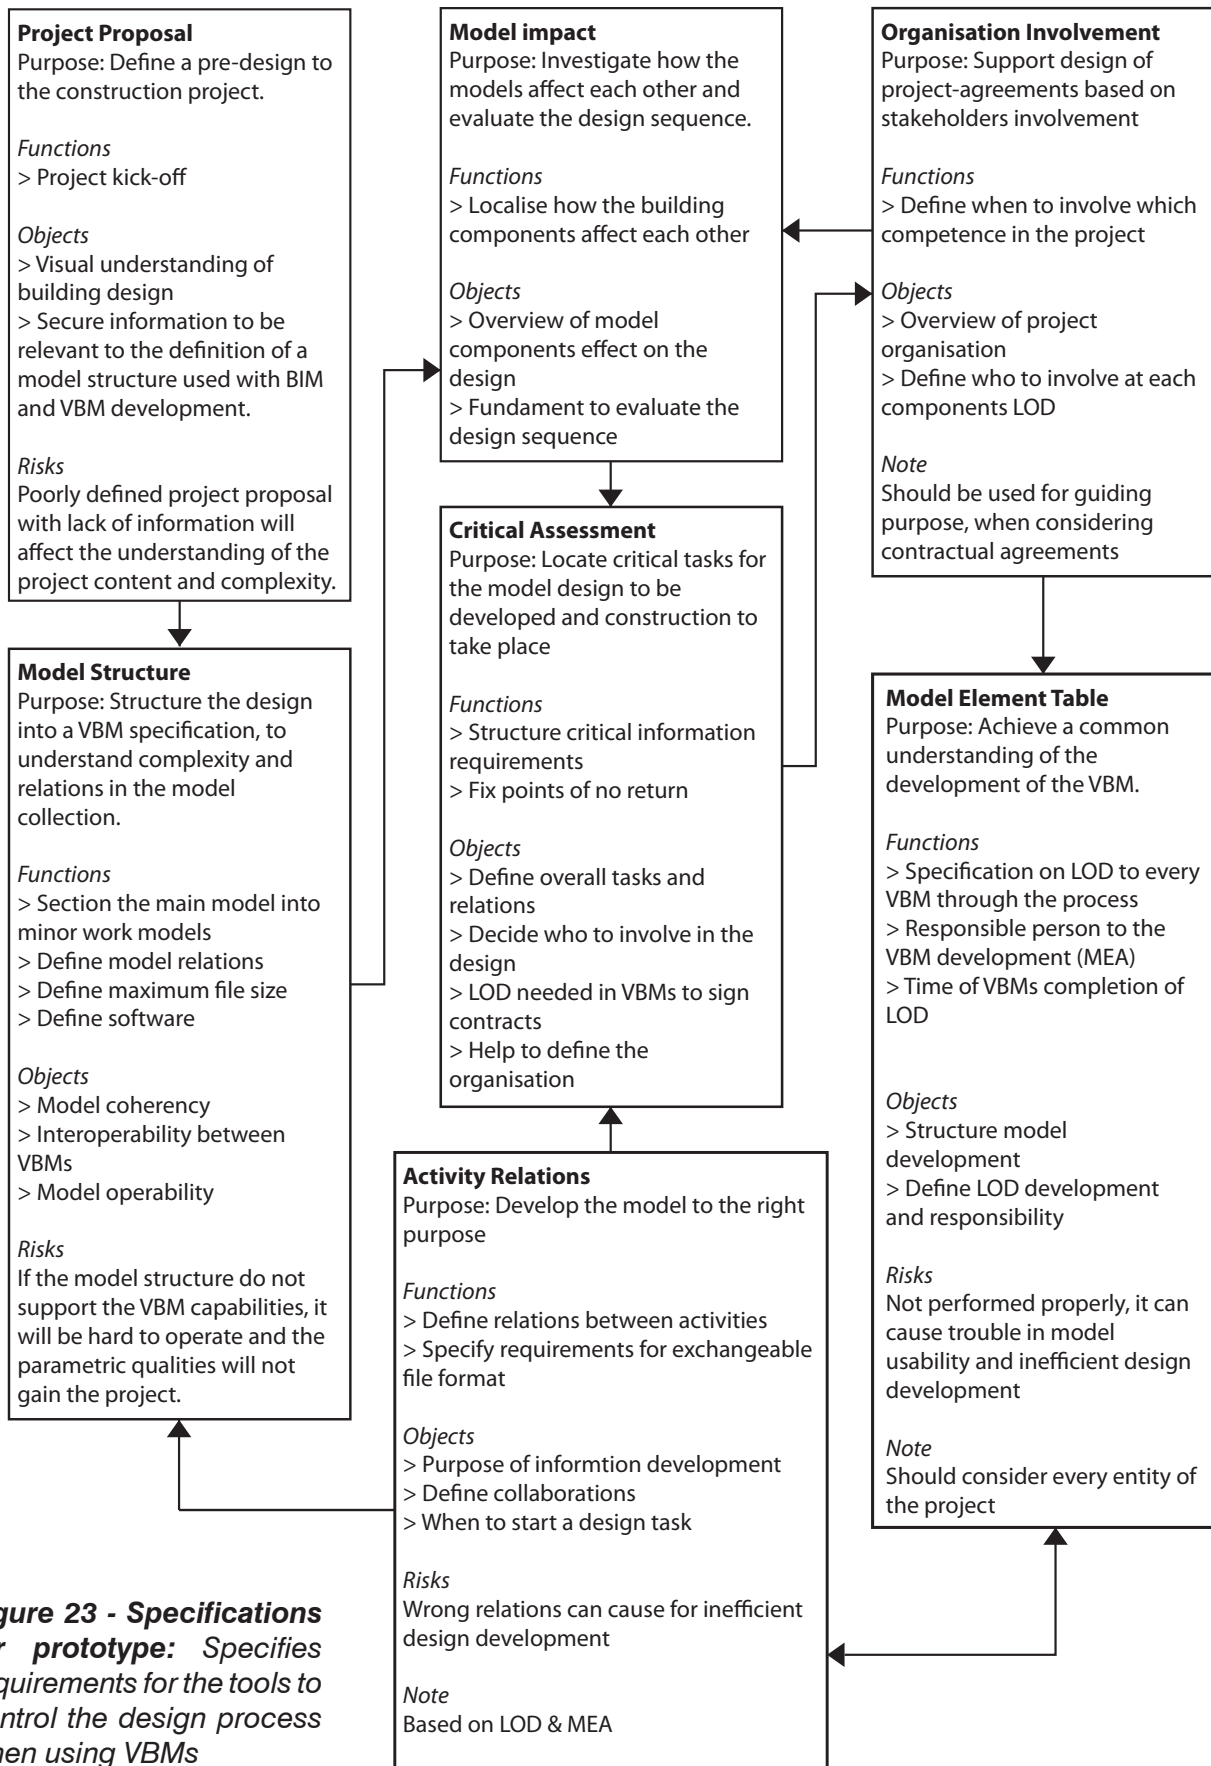 Project Proposal
Purpose: Define a pre-design to
the construction project.
Functions
> Project kick-off
Objects
> Visual understanding of
building design
> Secure information to be
relevant to the definition of a
model structure used with BIM
and VBM development.
Risks
Poorly defined project proposal
with lack of information will
affect the understanding of the
project content and complexity.
Model Structure
Purpose: Structure the design
into a VBM specification, to
understand complexity and
relations in the model
collection.
Functions
> Section the main model into
minor work models
> Define model relations
> Define maximum file size
> Define software
Objects
> Model coherency
> Interoperability between
VBMs
> Model operability
Risks
If the model structure do not
support the VBM capabilities, it
will be hard to operate and the
parametric qualities will not
gain the project.
Model impact
Purpose: Investigate how the
models affect each other and
evaluate the design sequence.
Functions
> Localise how the building
components affect each other
Objects
> Overview of model
components effect on the
design
> Fundament to evaluate the
design sequence
Critical Assessment
Purpose: Locate critical tasks for
the model design to be
developed and construction to
take place
Functions
> Structure critical information
requirements
> Fix points of no return
Objects
> Define overall tasks and
relations
> Decide who to involve in the
design
> LOD needed in VBMs to sign
contracts
> Help to define the
organisation
Activity Relations
Purpose: Develop the model to the right
purpose
Functions
> Define relations between activities
> Specify requirements for exchangeable
file format
Objects
> Purpose of informtion development
> Define collaborations
> When to start a design task
Risks
Wrong relations can cause for inefficient
design development
Note
Based on LOD & MEA
Organisation Involvement
Purpose: Support design of
project-agreements based on
stakeholders involvement
Functions
> Define when to involve which
competence in the project
Objects
> Overview of project
organisation
> Define who to involve at each
components LOD
Note
Should be used for guiding
purpose, when considering
contractual agreements
Model Element Table
Purpose: Achieve a common
understanding of the
development of the VBM.
Functions
> Specification on LOD to every
VBM through the process
> Responsible person to the
VBM development (MEA)
> Time of VBMs completion of
LOD
Objects
> Structure model
development
> Define LOD development
and responsibility
Risks
Not performed properly, it can
cause trouble in model
usability and inefficient design
development
Note
Should consider every entity of
the project
gure 23 - Specifications
r prototype: Specifies
quirements for the tools to
ntrol the design process
hen using VBMs